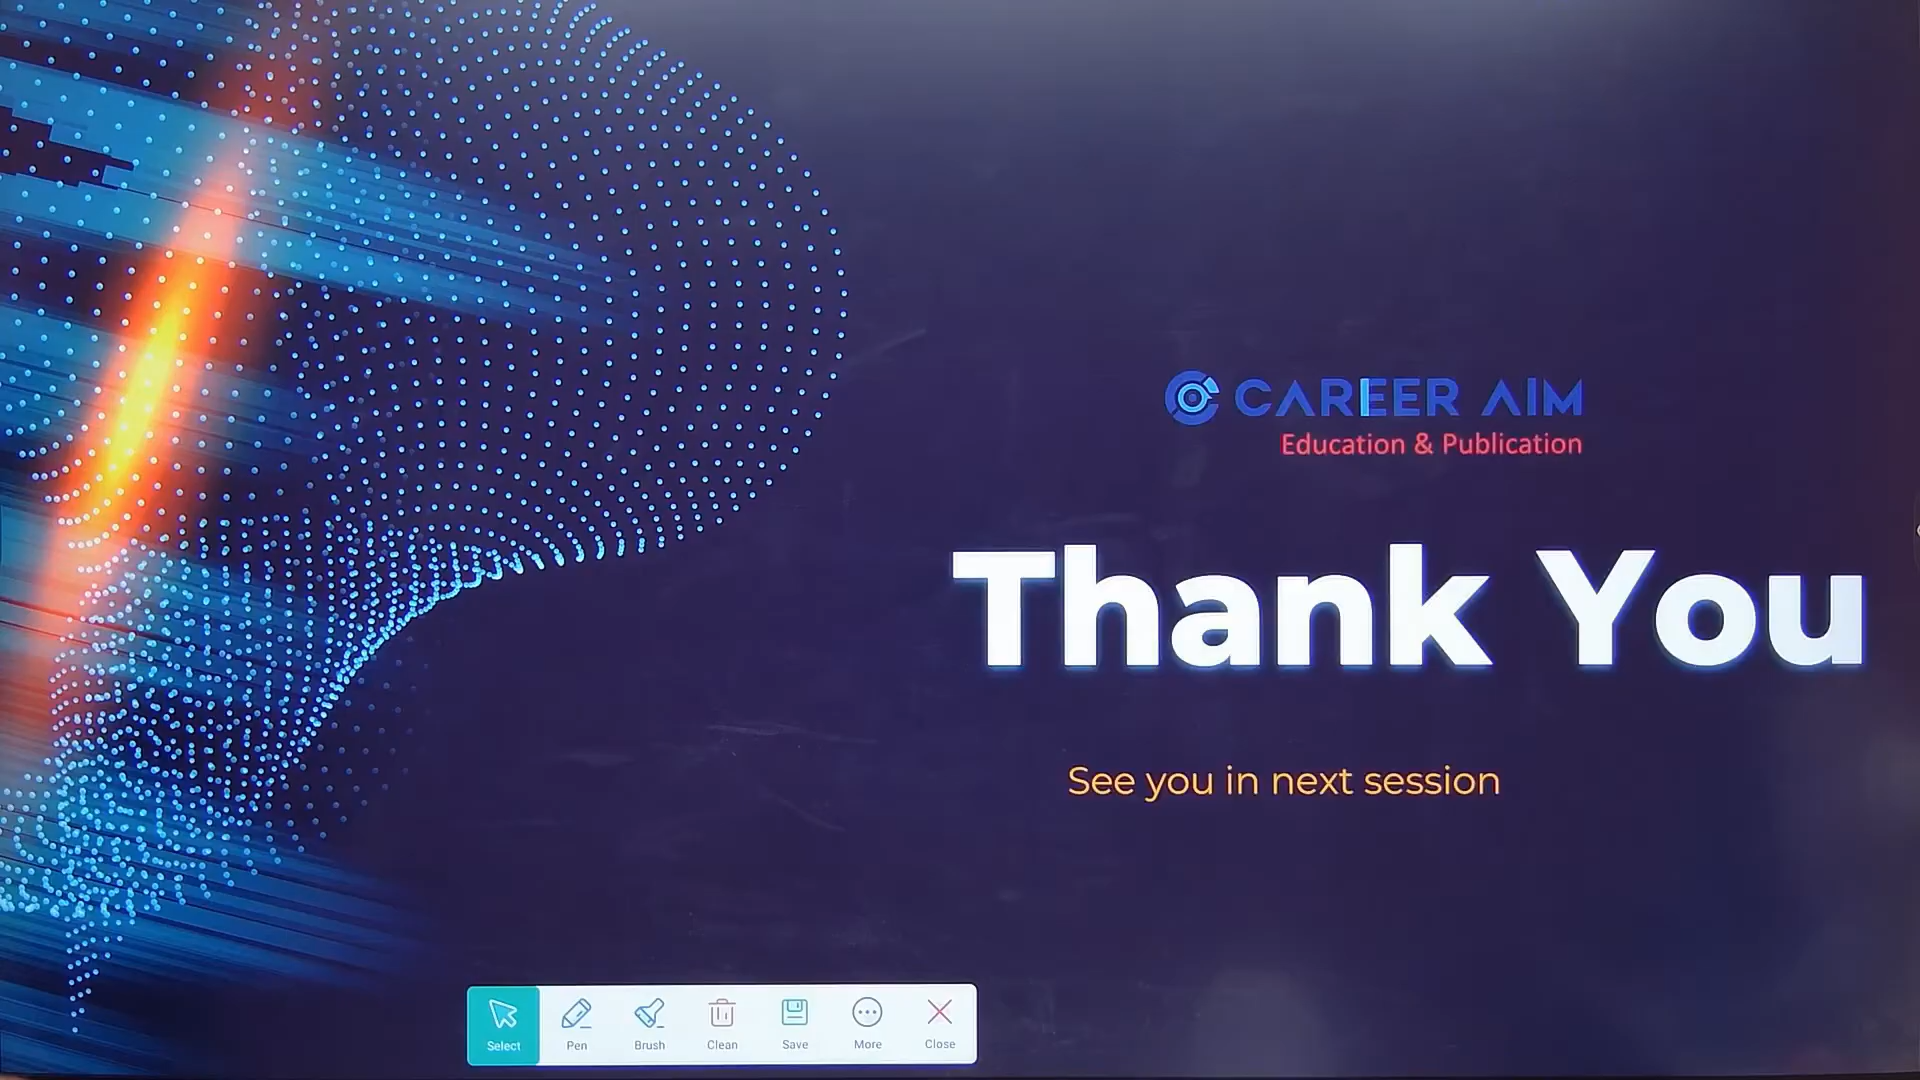 CAREER AIM
Education & Publication
Thank You
See you in next session
Select Pen Brush Clean Save More Close